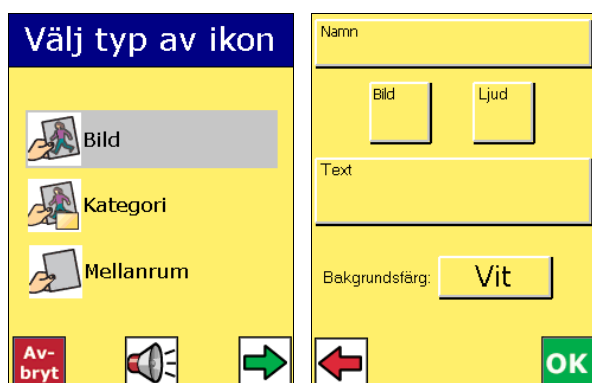 Välj typ av ikon
Bild
Kategori
Mellanrum
Av-
bryt
Namn
Bild Ljud
Text
Bakgrundsfärg: Vit
OK